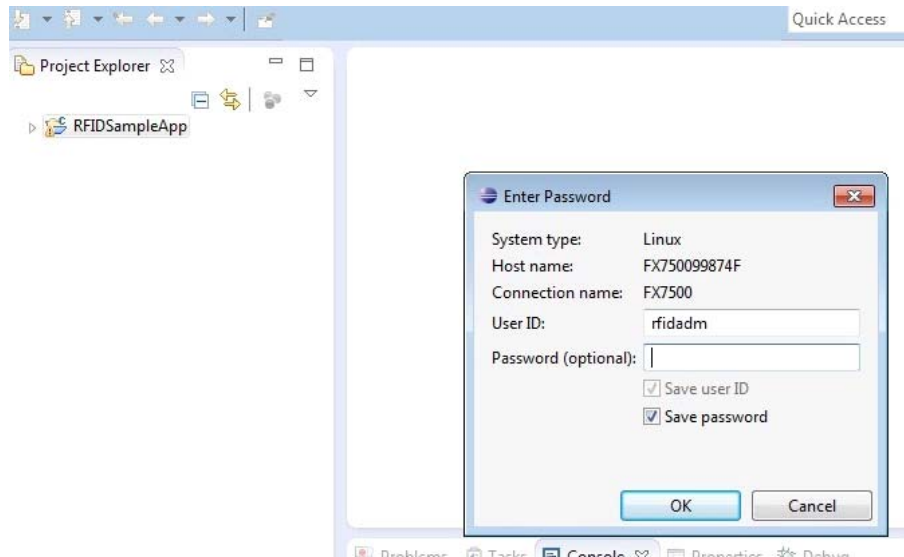 Quick Access
Project Explorer
RFIDSampleApp
Enter Password
System type: Linux
Host name: FX750099874F
Connection name: FX7500
User ID: rfidadm
Password (optional):
Save user ID
Save password
OK Cancel
Problems Tasks Console Properties Debug